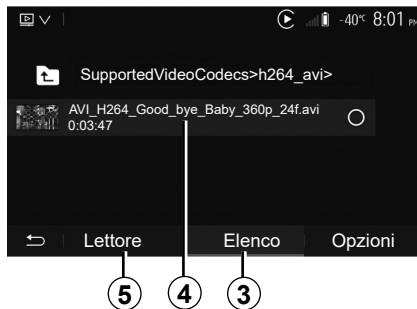 -40°C 8:01 PM
SupportedVideoCodecs>h264_avi>
AVI_H264_Good_bye_Baby_360p_24f.avi
0:03:47
Lettore Elenco Opzioni
5 4 3